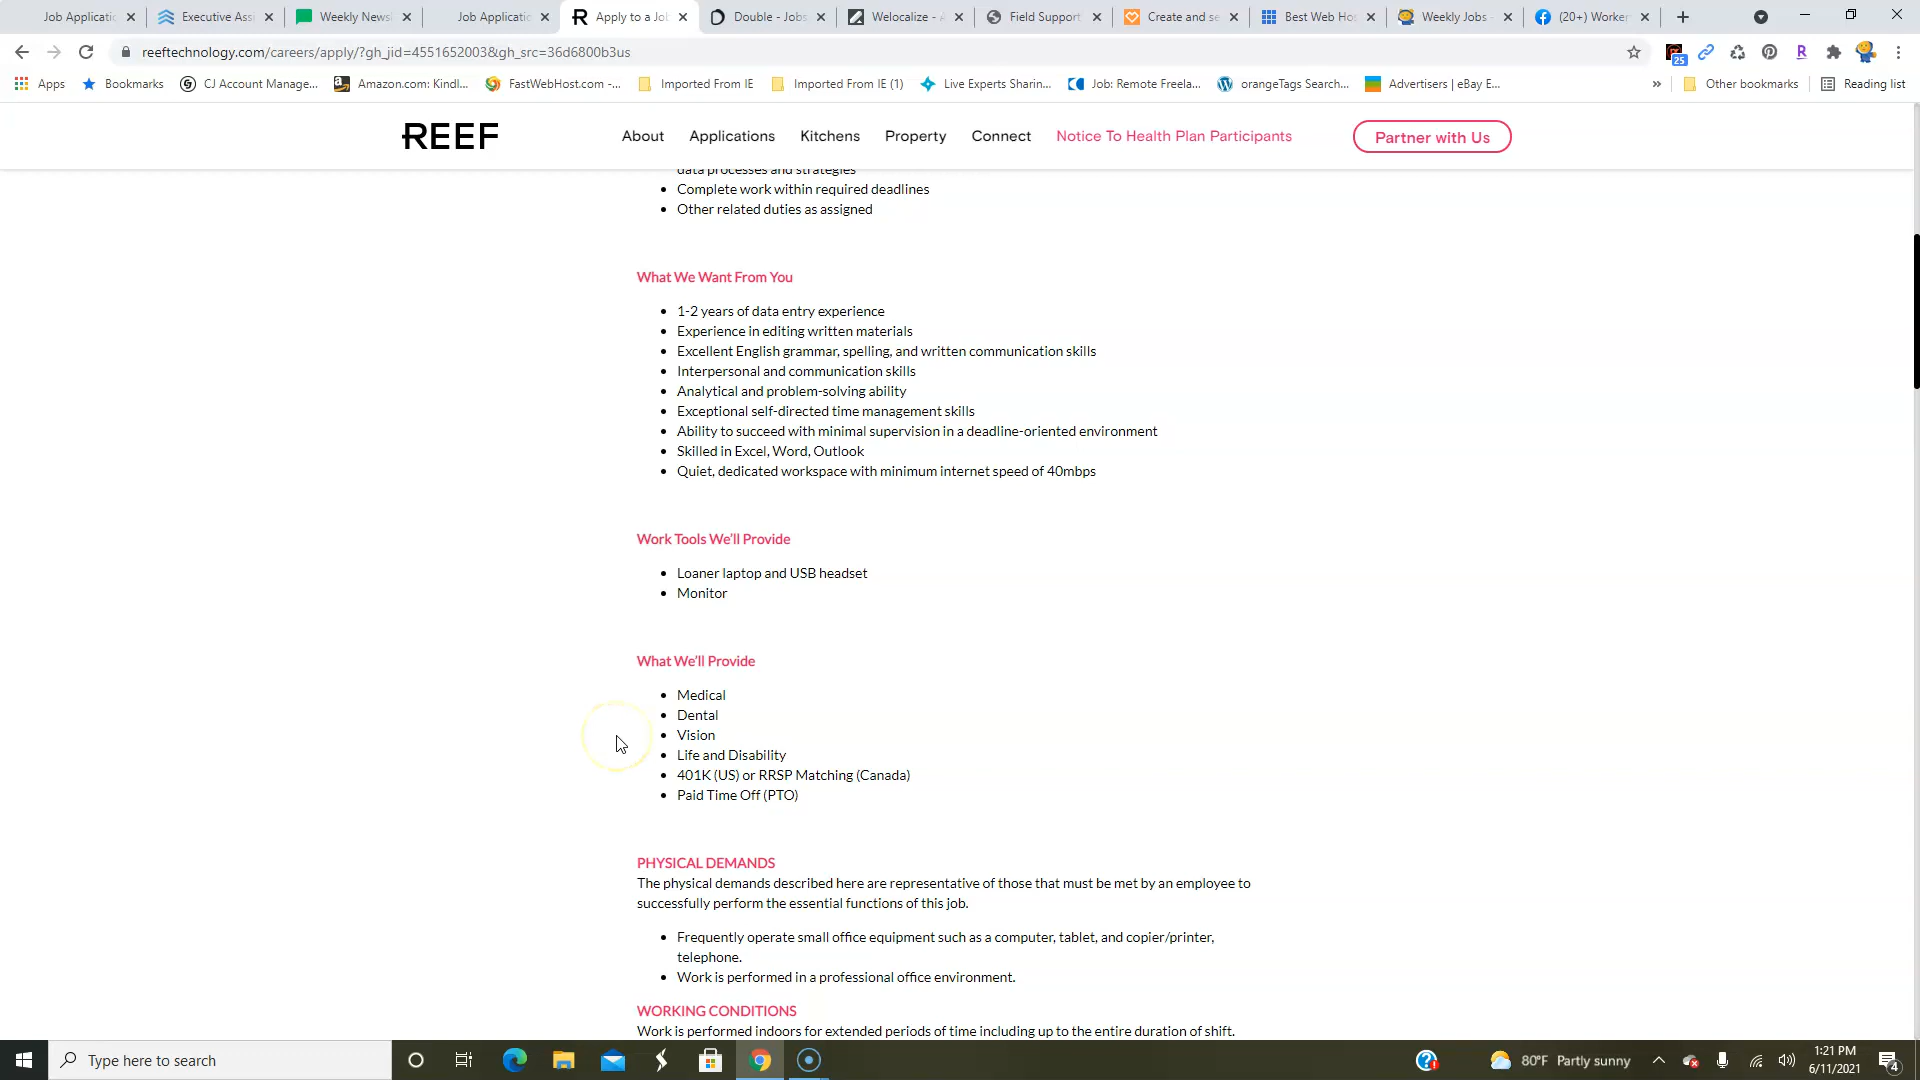 Job Applicatic
Executive Ass
Weekly Newsl
Job Applicatic
Apply to a Jo
Double - Jobs
Welocalize - A
Field Support
Create and se
Best Web Ho
Weekly Jobs -
(20+) Worker
reeftechnology.com/careers/apply/?gh_jid=4551652003&gh_src=36d6800b3us
25
Apps
Bookmarks
CJ Account Manage...
Amazon.com: Kindl...
FastWebHost.com -...
Imported From IE
Imported From IE (1)
Live Experts Sharin...
Job: Remote Freela...
orangeTags Search...
Advertisers | eBay E...
»
Other bookmarks
Reading list
REEF
About
Applications
Kitchens
Property
Connect
Notice To Health Plan Participants
Partner with Us
data processes and strategies
• Complete work within required deadlines
• Other related duties as assigned
What We Want From You
• 1-2 years of data entry experience
• Experience in editing written materials
• Excellent English grammar, spelling, and written communication skills
• Interpersonal and communication skills
• Analytical and problem-solving ability
• Exceptional self-directed time management skills
• Ability to succeed with minimal supervision in a deadline-oriented environment
• Skilled in Excel, Word, Outlook
• Quiet, dedicated workspace with minimum internet speed of 40mbps
Work Tools We'll Provide
• Loaner laptop and USB headset
• Monitor
What We'll Provide
• Medical
• Dental
• Vision
• Life and Disability
• 401K (US) or RRSP Matching (Canada)
• Paid Time Off (PTO)
PHYSICAL DEMANDS
The physical demands described here are representative of those that must be met by an employee to
successfully perform the essential functions of this job.
• Frequently operate small office equipment such as a computer, tablet, and copier/printer,
telephone.
• Work is performed in a professional office environment.
WORKING CONDITIONS
Work is performed indoors for extended periods of time including up to the entire duration of shift.
Type here to search
80°F Partly sunny
1:21 PM
6/11/2021
4